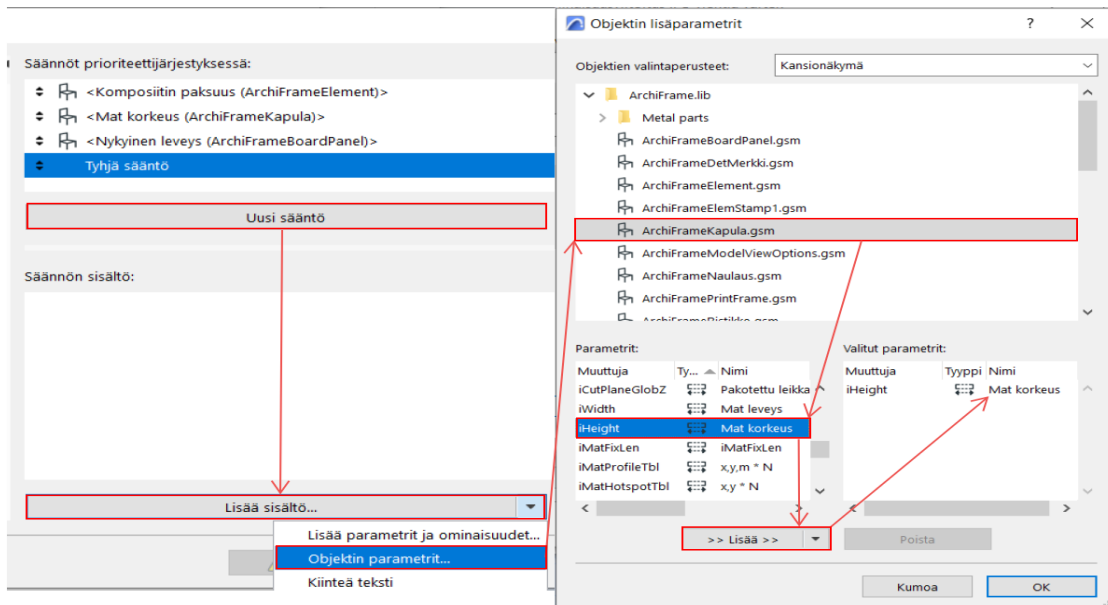 Säännöt prioriteettijärjestyksessä:
<Komposiitin paksuus (ArchiFrameElement)>
<Mat korkeus (ArchiFrameKapula)>
<Nykyinen leveys (ArchiFrameBoardPanel)>
Tyhjä sääntö
Uusi sääntö
Säännön sisältö:
Lisää sisältö...
Lisää parametrit ja ominaisuudet...
Objektin parametrit...
Kiinteä teksti
Objektin lisäparametrit ?
Objektien valintaperusteet: Kansionäkymä
ArchiFrame.lib
Metal parts
ArchiFrameBoardPanel.gsm
ArchiFrameDetMerkki.gsm
ArchiFrameElement.gsm
ArchiFrameElemStamp1.gsm
ArchiFrameKapula.gsm
ArchiFrameModelViewOptions.gsm
ArchiFrameNaulaus.gsm
ArchiFramePrintFrame.gsm
ArchiFrameRistikko.gsm
Parametrit:
Muuttuja Ty... Nimi
iCutPlaneGlobZ Pakotettu leikka
iWidth Mat leveys
iHeight Mat korkeus
iMatFixLen iMatFixLen
iMatProfileTbl x,y,m * N
iMatHotspotTbl x,y * N
Valitut parametrit:
Muuttuja Tyyppi Nimi
iHeight Mat korkeus
>> Lisää >> Poista
Kumoa OK